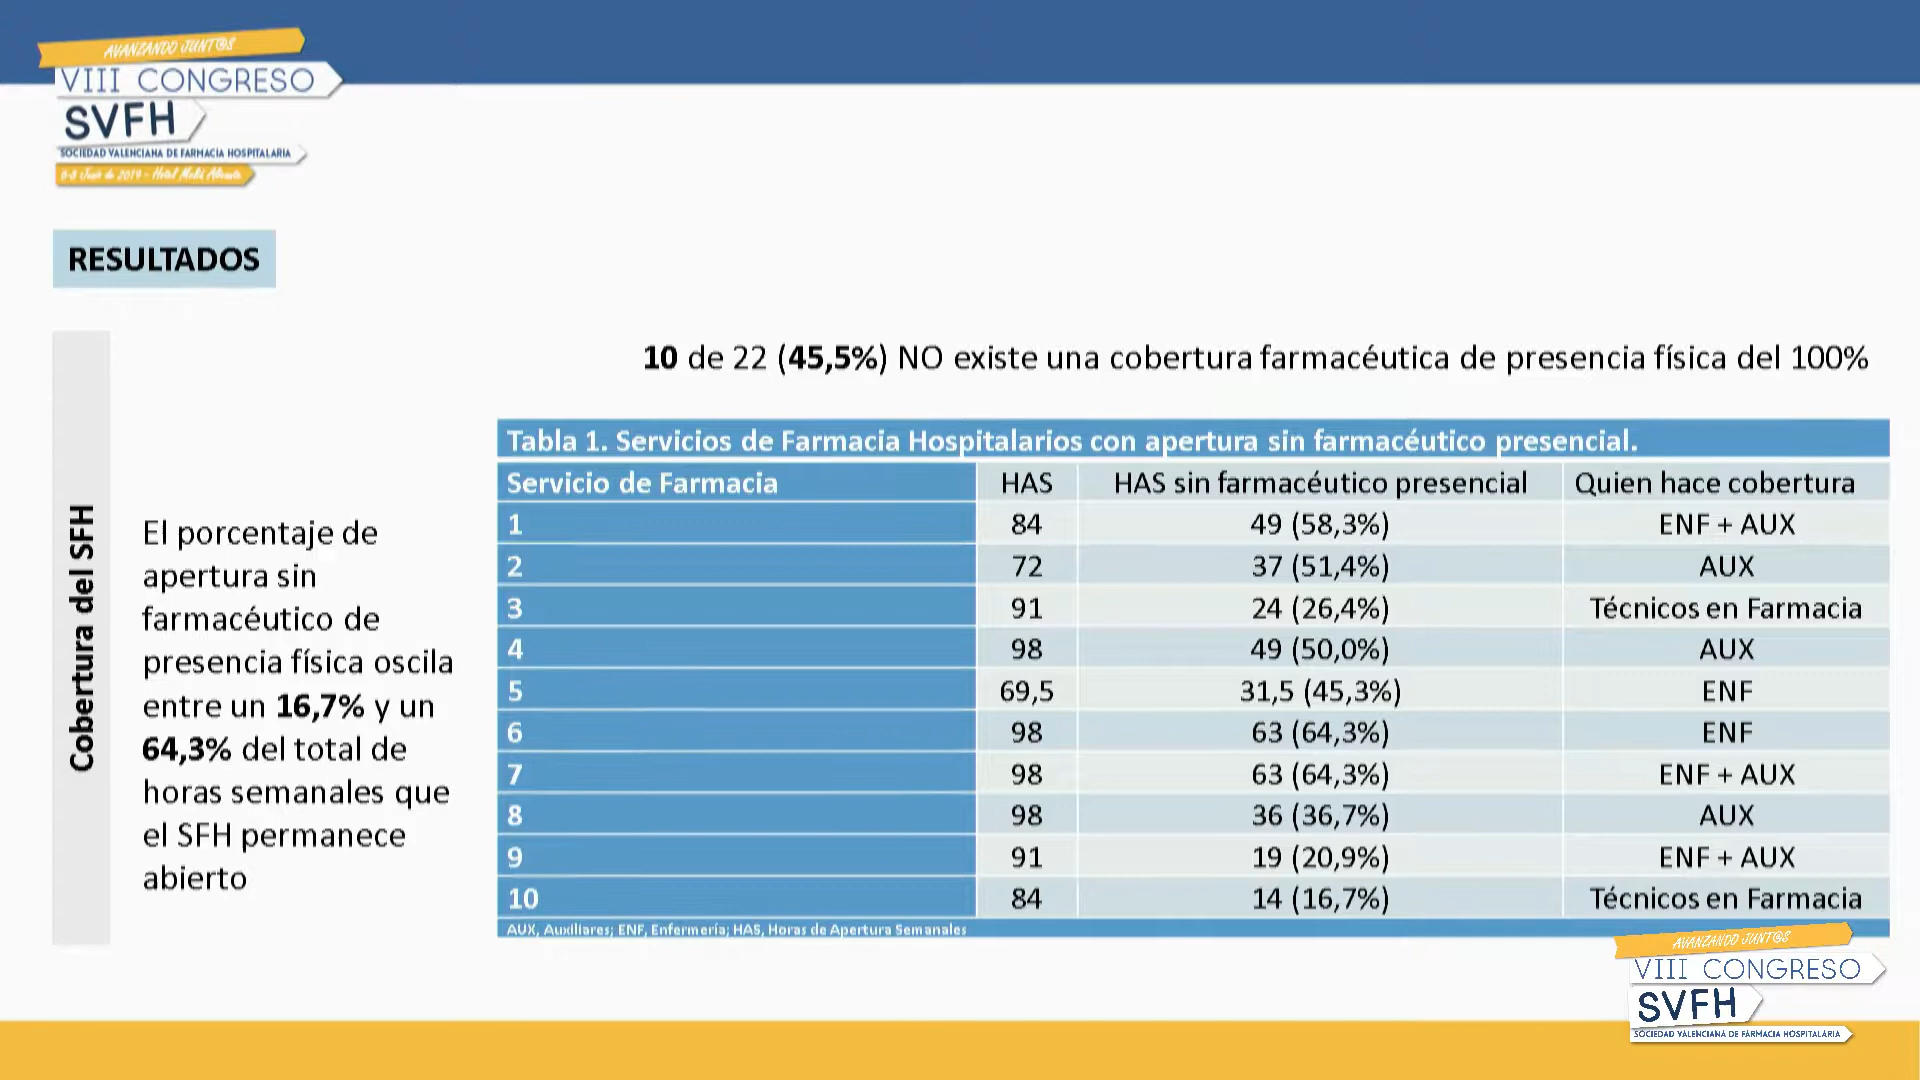 AVANZANDO JUNT@S
VIII CONGRESO
SVFH
SOCIEDAD VALENCIANA DE FARMACIA HOSPITALARIA
RESULTADOS
Cobertura del SFH
El porcentaje de
apertura sin
farmacéutico de
presencia física oscila
entre un 16,7% y un
64,3% del total de
horas semanales que
el SFH permanece
abierto
10 de 22 (45,5%) NO existe una cobertura farmacéutica de presencia física del 100%
Tabla 1. Servicios de Farmacia Hospitalarios con apertura sin farmacéutico presencial.
Servicio de Farmacia HAS HAS sin farmacéutico presencial Quien hace cobertura
1 84 49 (58,3%) ENF + AUX
2 72 37 (51,4%) AUX
3 91 24 (26,4%) Técnicos en Farmacia
4 98 49 (50,0%) AUX
5 69,5 31,5 (45,3%) ENF
6 98 63 (64,3%) ENF
7 98 63 (64,3%) ENF + AUX
8 98 36 (36,7%) AUX
9 91 19 (20,9%) ENF + AUX
10 84 14 (16,7%) Técnicos en Farmacia
AUX, Auxiliares; ENF, Enfermería; HAS, Horas de Apertura Semanales
AVANZANDO JUNT@S
VIII CONGRESO
SVFH
SOCIEDAD VALENCIANA DE FARMACIA HOSPITALARIA